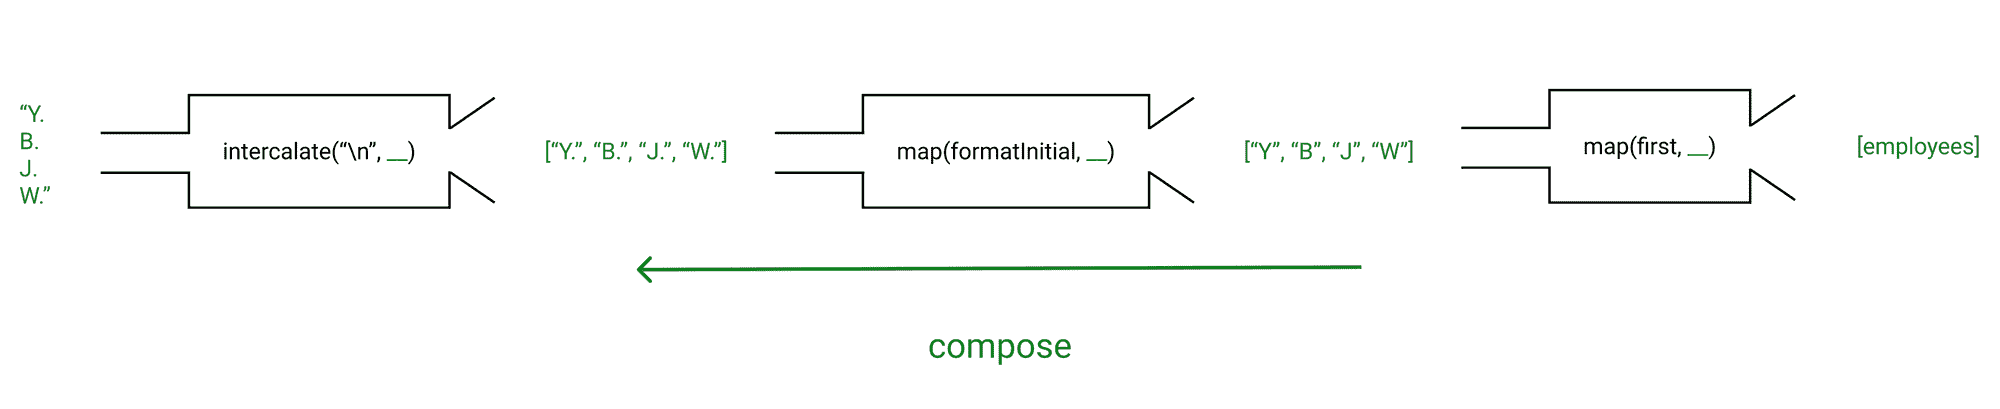 “Y.
B.
J.
W.”
intercalate(“\n”, __)
[“Y.”, “B.”, “J.”, “W.”]
map(formatInitial, __)
[“Y”, “B”, “J”, “W”]
map(first, __)
[employees]
compose